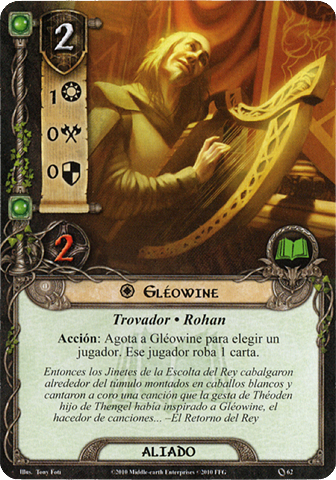 2
1
0
0
2
Gléowine
Trovador • Rohan
Acción: Agota a Gléowine para elegir un
jugador. Ese jugador roba 1 carta.
Entonces los Jinetes de la Escolta del Rey cabalgaron
alrededor del túmulo montados en caballos blancos y
cantaron a coro una canción que la gesta de Théoden
hijo de Thengel había inspirado a Gléowine, el
hacedor de canciones... –El Retorno del Rey
ALIADO
Illus. Tony Foti
©2010 Middle-earth Enterprises • 2010 FFG
62